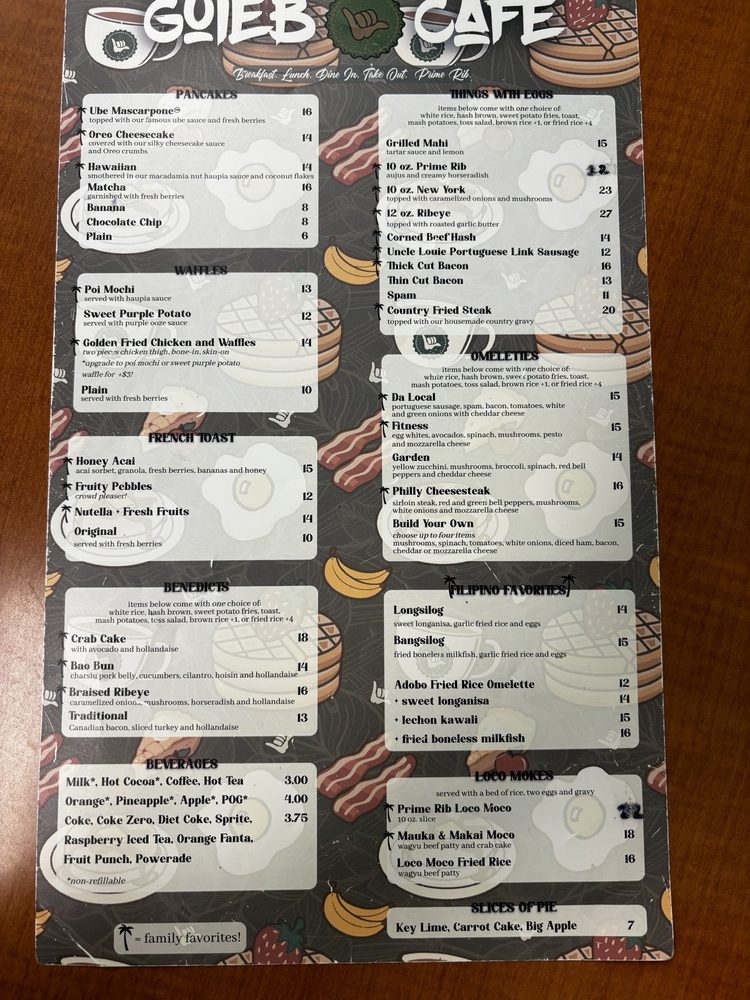 GOIEB CAFE
Breakfast. Lunch. Dine In. Take Out. Prime Rib.
PANCAKES
Ube Mascarpone 16
topped with our famous ube sauce and fresh berries
Oreo Cheesecake 14
covered with our silky cheesecake sauce
and Oreo crumbs
Hawaiian 14
smothered in our macadamia nut haupia sauce and coconut flakes
Matcha 16
garnished with fresh berries
Banana 8
Chocolate Chip 8
Plain 6
WAFFLES
Poi Mochi 13
served with haupia sauce
Sweet Purple Potato 12
served with purple ooze sauce
Golden Fried Chicken and Waffles 14
two pieces chicken thigh, bone-in, skin-on
*upgrade to poi mochi or sweet purple potato
waffle for +$3!
Plain 10
served with fresh berries
FRENCH TOAST
Honey Acai 15
acai sorbet, granola, fresh berries, bananas and honey
Fruity Pebbles 12
crowd pleaser!
Nutella + Fresh Fruits 14
Original 10
served with fresh berries
BENEDICTS
items below come with one choice of:
white rice, hash brown, sweet potato fries, toast,
mash potatoes, toss salad, brown rice +1, or fried rice +4
Crab Cake 18
with avocado and hollandaise
Bao Bun 14
charsiu pork belly, cucumbers, cilantro, hoisin and hollandaise
Braised Ribeye 16
caramelized onions, mushrooms, horseradish and hollandaise
Traditional 13
Canadian bacon, sliced turkey and hollandaise
BEVERAGES
Milk*, Hot Cocoa*, Coffee, Hot Tea 3.00
Orange*, Pineapple*, Apple*, POG* 4.00
Coke, Coke Zero, Diet Coke, Sprite, 3.75
Raspberry Iced Tea, Orange Fanta,
Fruit Punch, Powerade
*non-refillable
= family favorites!
THINGS WITH EGGS
items below come with one choice of:
white rice, hash brown, sweet potato fries, toast,
mash potatoes, toss salad, brown rice +1, or fried rice +4
Grilled Mahi 15
tartar sauce and lemon
10 oz. Prime Rib
aujus and creamy horseradish
10 oz. New York 23
topped with caramelized onions and mushrooms
12 oz. Ribeye 27
topped with roasted garlic butter
Corned Beef Hash 14
Uncle Louie Portuguese Link Sausage 12
Thick Cut Bacon 16
Thin Cut Bacon 13
Spam 11
Country Fried Steak 20
topped with our housemade country gravy
OMELETTES
items below come with one choice of:
white rice, hash brown, sweet potato fries, toast,
mash potatoes, toss salad, brown rice +1, or fried rice +4
Da Local 15
portuguese sausage, spam, bacon, tomatoes, white
and green onions with cheddar cheese
Fitness 15
egg whites, avocados, spinach, mushrooms, pesto
and mozzarella cheese
Garden 14
yellow zucchini, mushrooms, broccoli, spinach, red bell
peppers and cheddar cheese
Philly Cheesesteak 16
sirloin steak, red and green bell peppers, mushrooms,
white onions and mozzarella cheese
Build Your Own 15
choose up to four items
mushrooms, spinach, tomatoes, white onions, diced ham, bacon,
cheddar or mozzarella cheese
FILIPINO FAVORITES
Longsilog 14
sweet longanisa, garlic fried rice and eggs
Bangsilog 15
fried boneless milkfish, garlic fried rice and eggs
Adobo Fried Rice Omelette 12
+ sweet longanisa 14
+ lechon kawali 15
+ fried boneless milkfish 16
LOCO MOKES
served with a bed of rice, two eggs and gravy
Prime Rib Loco Moco
10 oz. slice
Mauka & Makai Moco 18
wagyu beef patty and crab cake
Loco Moco Fried Rice 16
wagyu beef patty
SLICES OF PIE
Key Lime, Carrot Cake, Big Apple 7